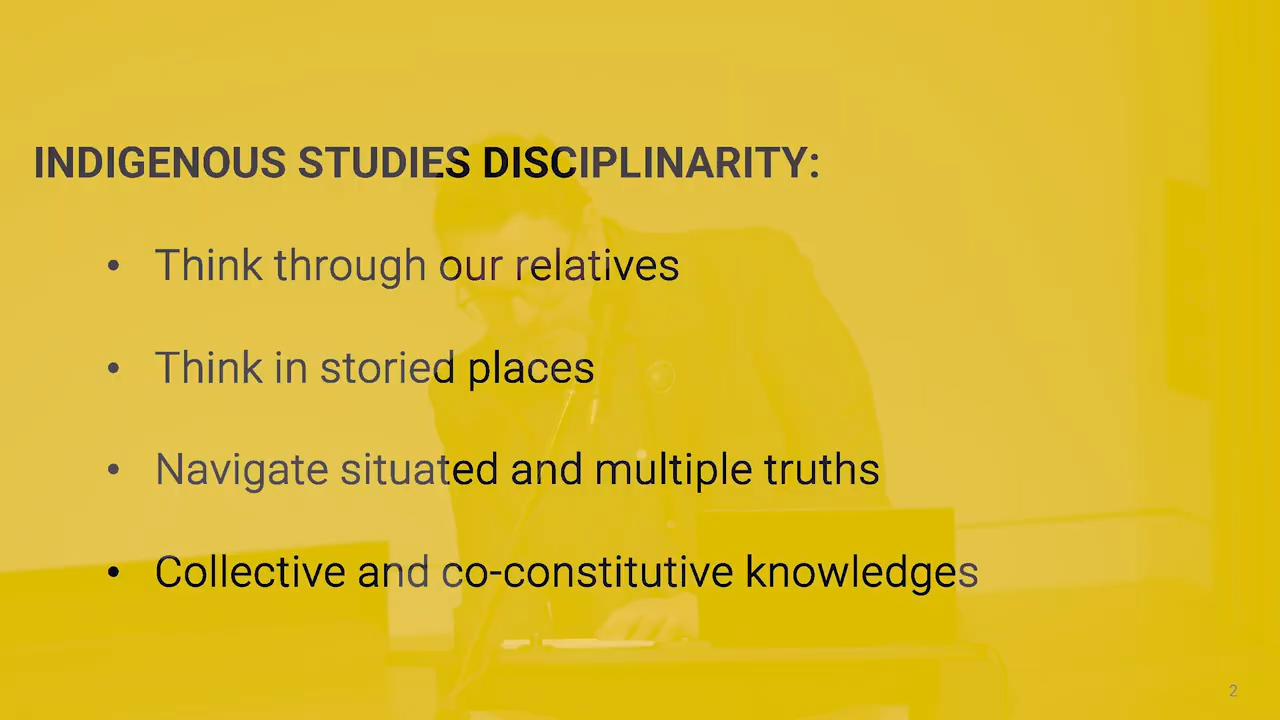 INDIGENOUS STUDIES DISCIPLINARITY:
• Think through our relatives
• Think in storied places
• Navigate situated and multiple truths
• Collective and co-constitutive knowledges
2